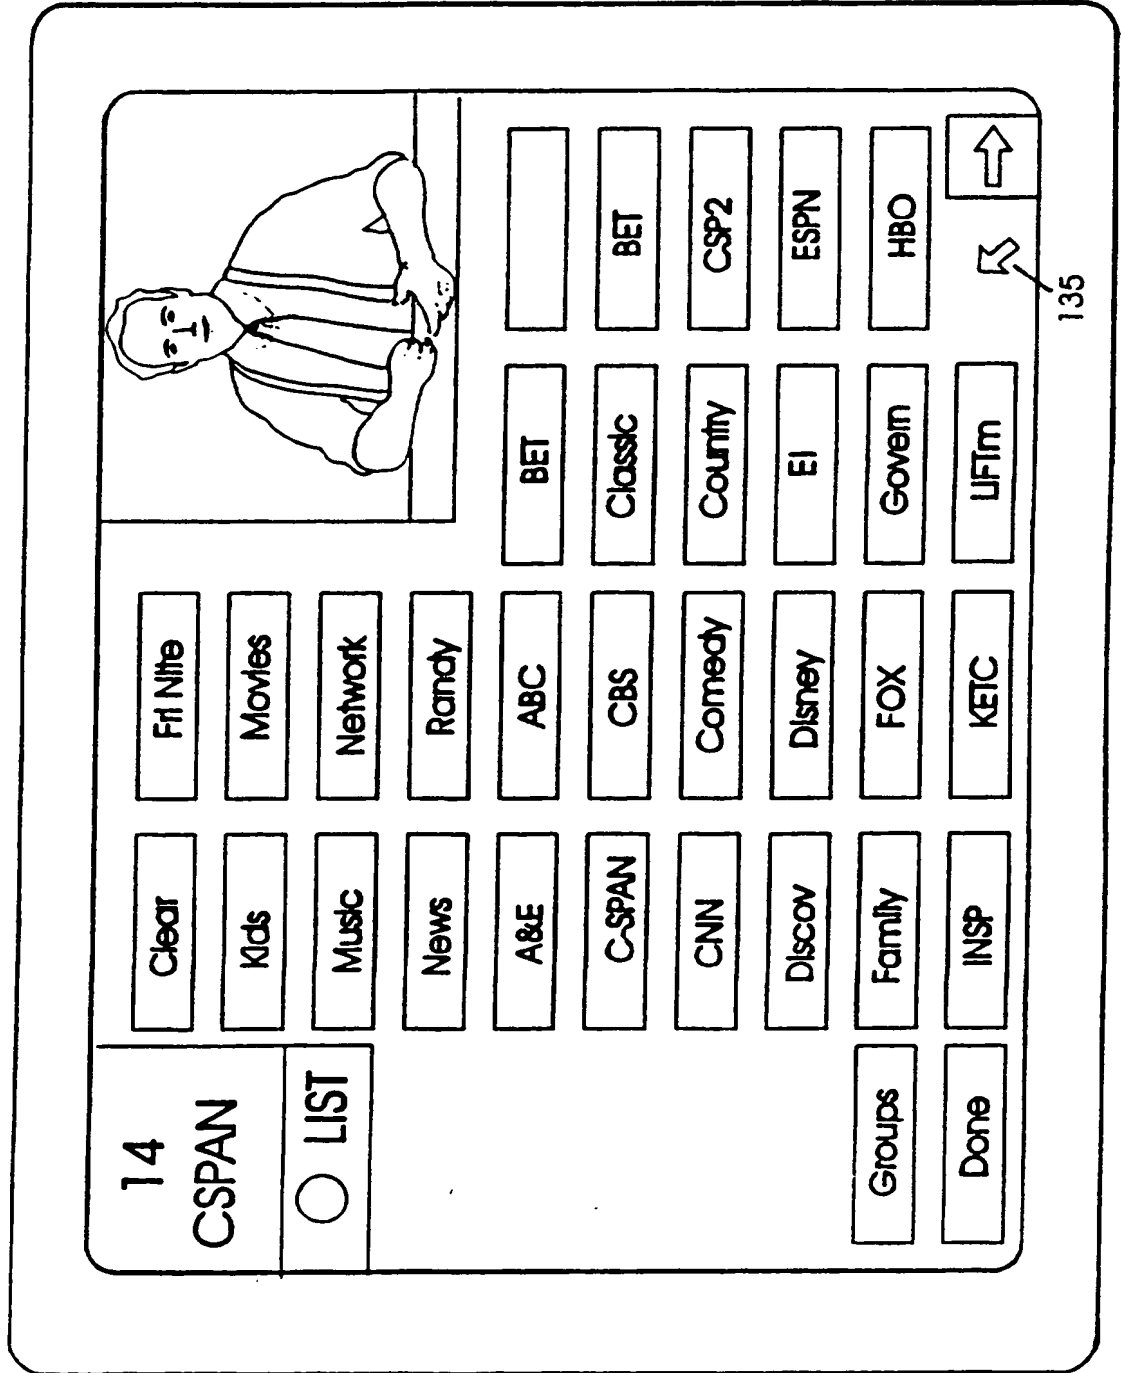 14
CSPAN
LIST
Clear
Fri Nite
Kids
Movies
Music
Network
News
Randy
A&E
ABC
BET
C-SPAN
CBS
Classic
BET
CNN
Comedy
Country
CSP2
Discov
Disney
E!
ESPN
Groups
Family
FOX
Govern
HBO
Done
INSP
KETC
LIFTm
135